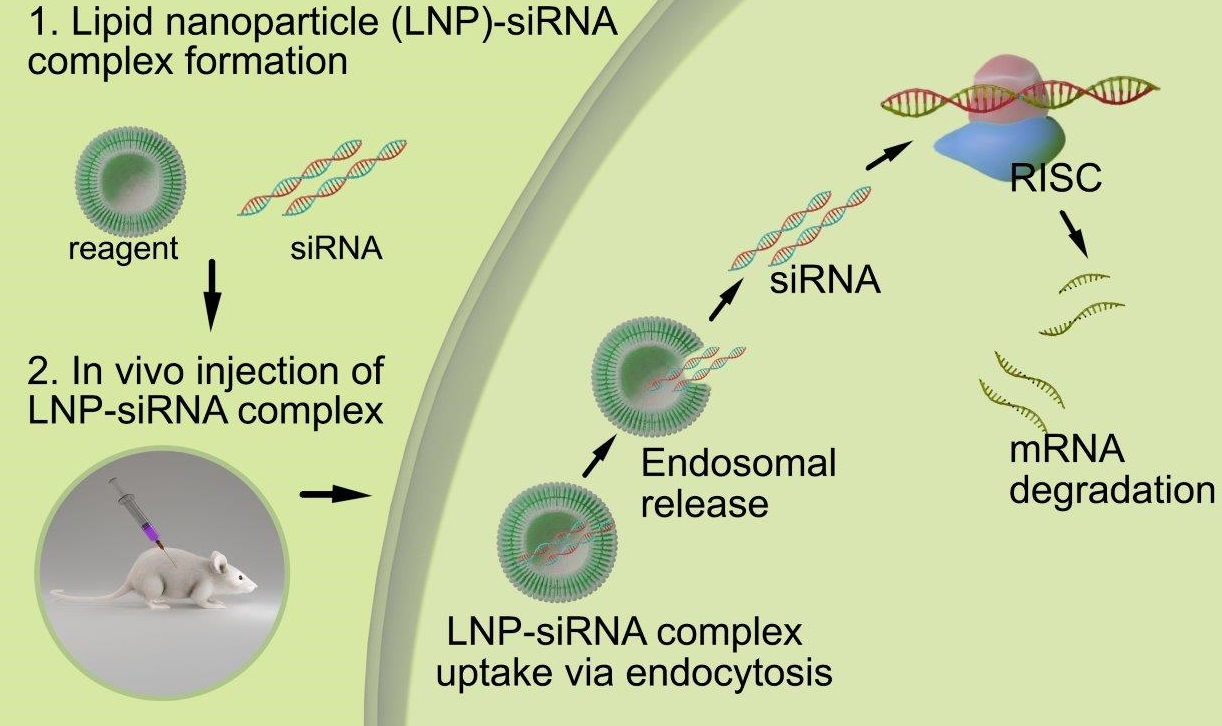 1. Lipid nanoparticle (LNP)-siRNA
complex formation
reagent
siRNA
2. In vivo injection of
LNP-siRNA complex
LNP-siRNA complex
uptake via endocytosis
Endosomal
release
siRNA
RISC
mRNA
degradation